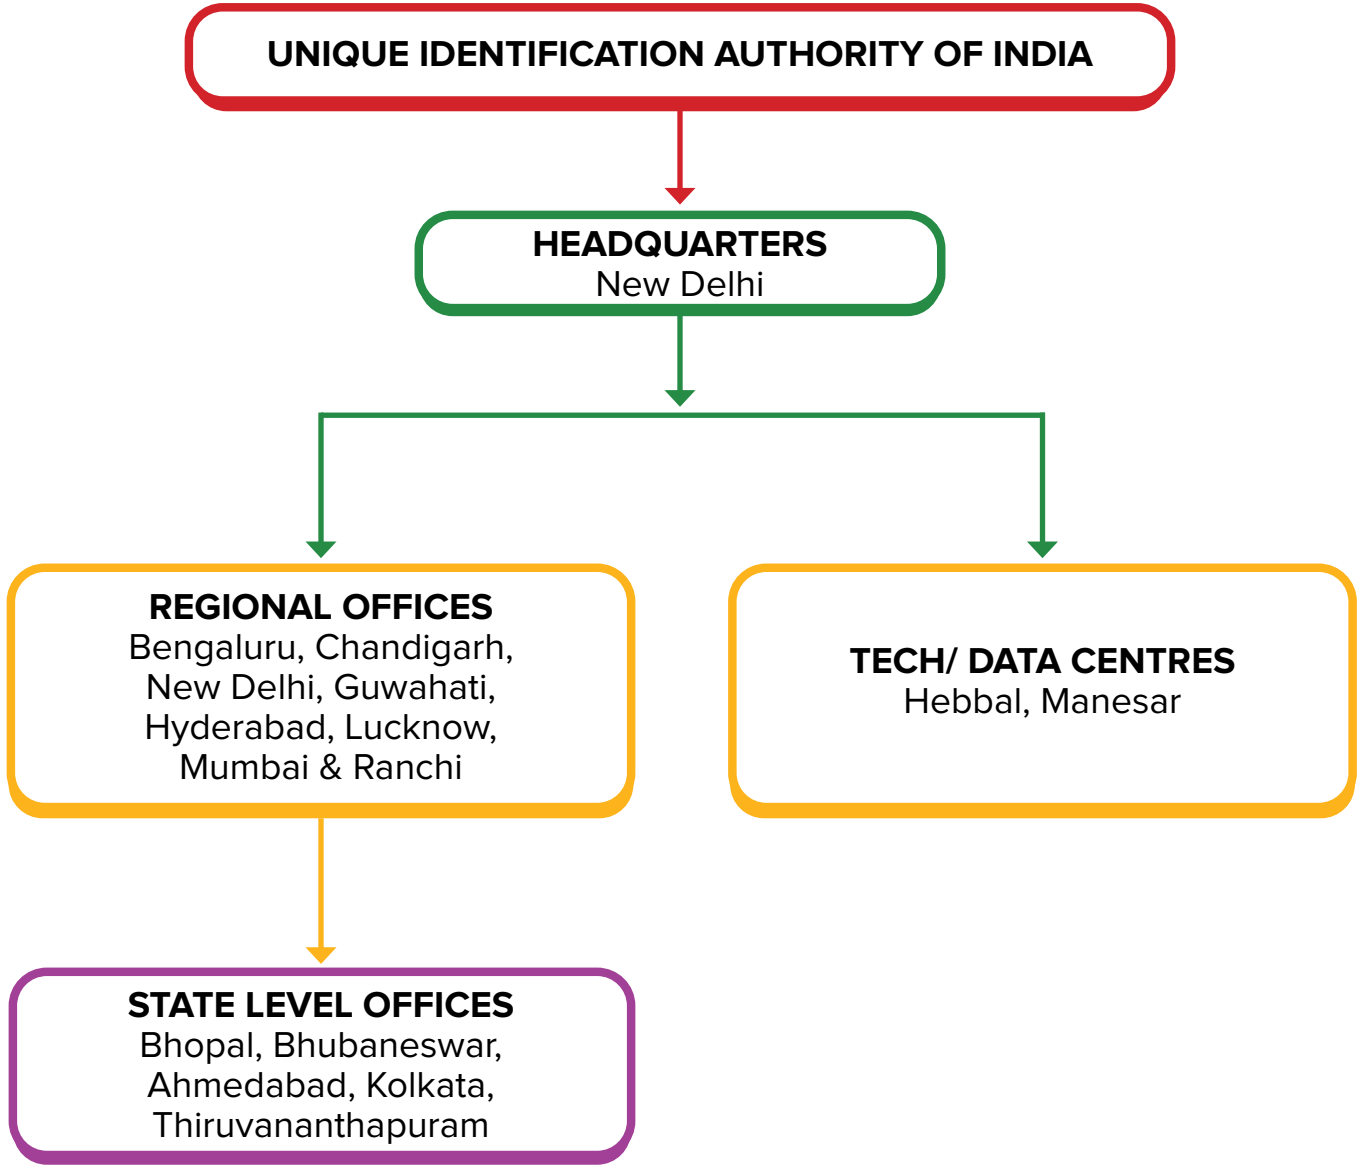 UNIQUE IDENTIFICATION AUTHORITY OF INDIA
HEADQUARTERS
New Delhi
REGIONAL OFFICES
Bengaluru, Chandigarh,
New Delhi, Guwahati,
Hyderabad, Lucknow,
Mumbai & Ranchi
TECH/ DATA CENTRES
Hebbal, Manesar
STATE LEVEL OFFICES
Bhopal, Bhubaneswar,
Ahmedabad, Kolkata,
Thiruvananthapuram